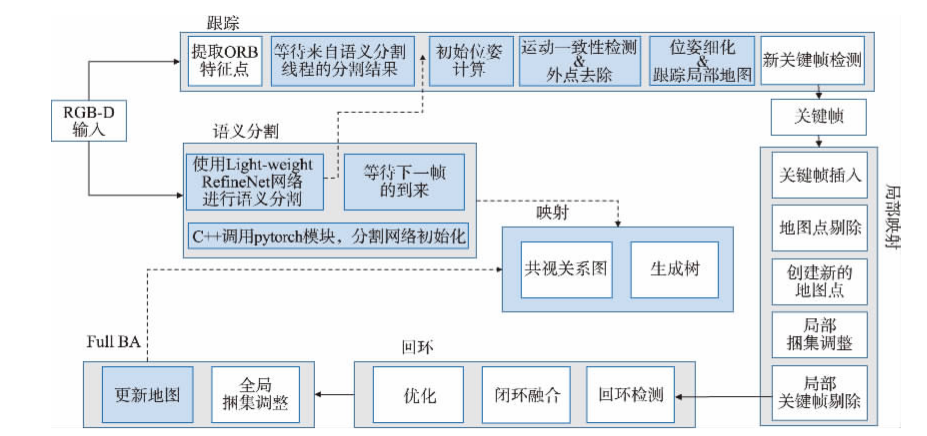 跟踪
提取ORB
特征点
等待来自语义分割
线程的分割结果
初始位姿
计算
运动一致性检测
&
外点去除
位姿细化
&
跟踪局部地图
新关键帧检测
RGB-D
输入
关键帧
语义分割
使用Light-weight
RefineNet网络
进行语义分割
等待下一帧
的到来
C++调用pytorch模块，分割网络初始化
映射
共视关系图
生成树
局部映射
关键帧插入
地图点剔除
创建新的
地图点
局部
捆集调整
局部
关键帧剔除
Full BA
更新地图
全局
捆集调整
回环
优化
闭环融合
回环检测